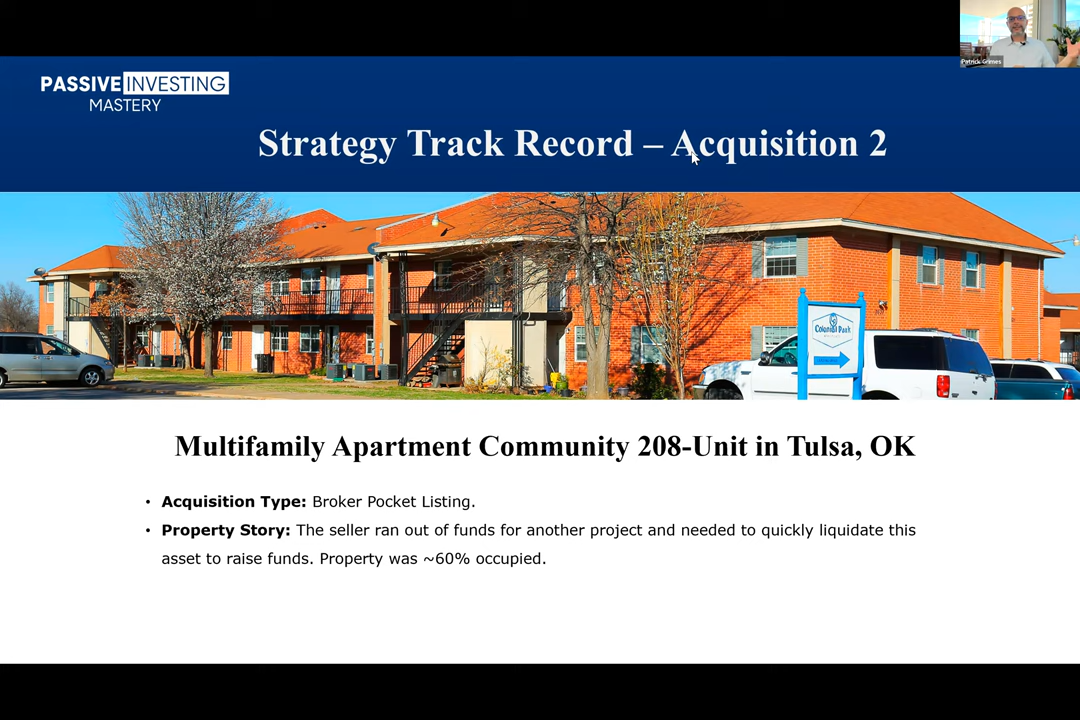 Patrick Grimes
PASSIVE INVESTING
MASTERY
Strategy Track Record – Acquisition 2
Colonial Park
Multifamily Apartment Community 208-Unit in Tulsa, OK
• Acquisition Type: Broker Pocket Listing.
• Property Story: The seller ran out of funds for another project and needed to quickly liquidate this
asset to raise funds. Property was ~60% occupied.